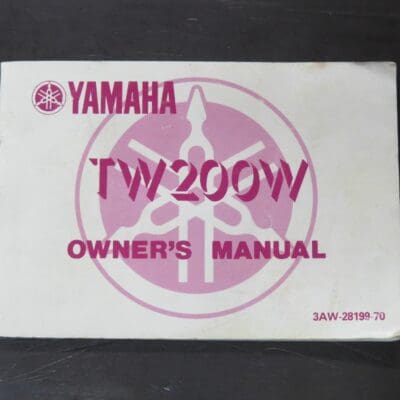 YAMAHA
TW200W
OWNER'S MANUAL
3AW-28199-70